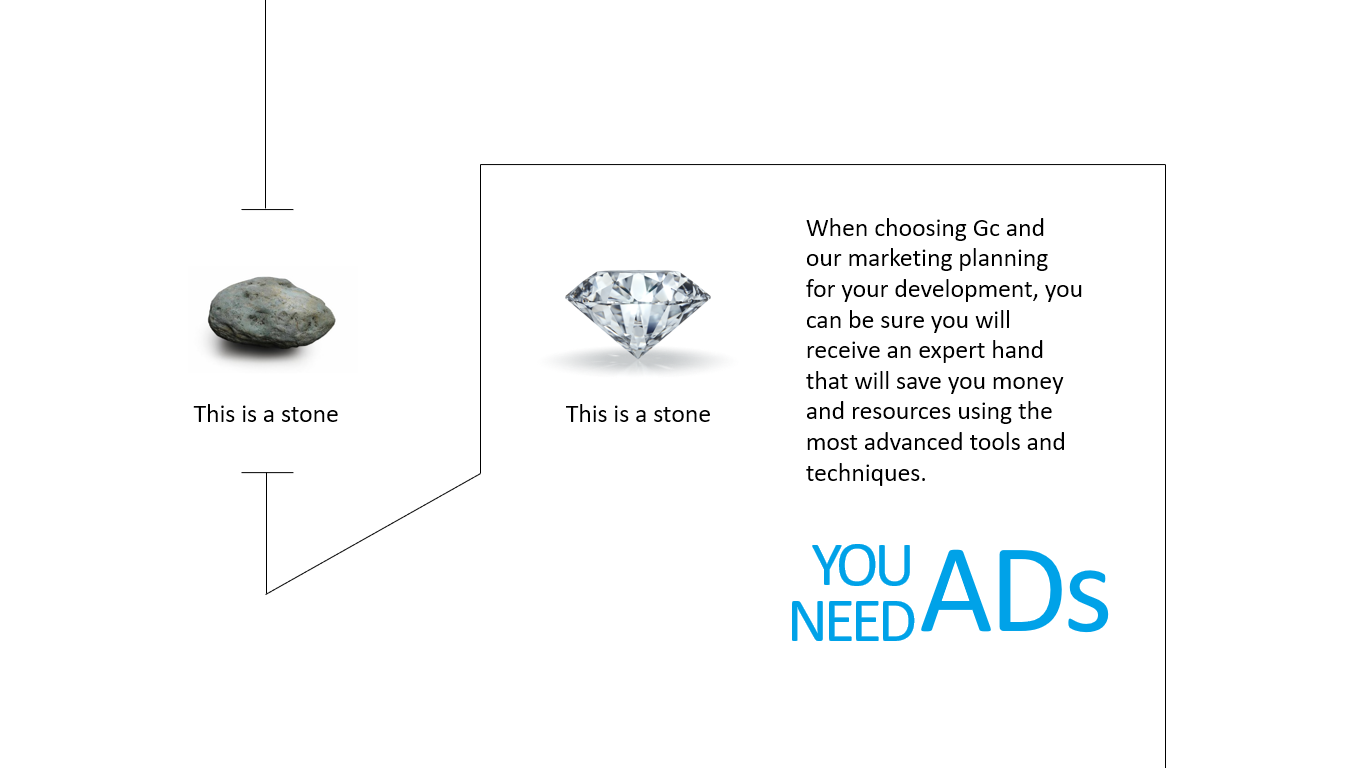 This is a stone
This is a stone
When choosing Gc and
our marketing planning
for your development, you
can be sure you will
receive an expert hand
that will save you money
and resources using the
most advanced tools and
techniques.
YOU
NEED
ADs